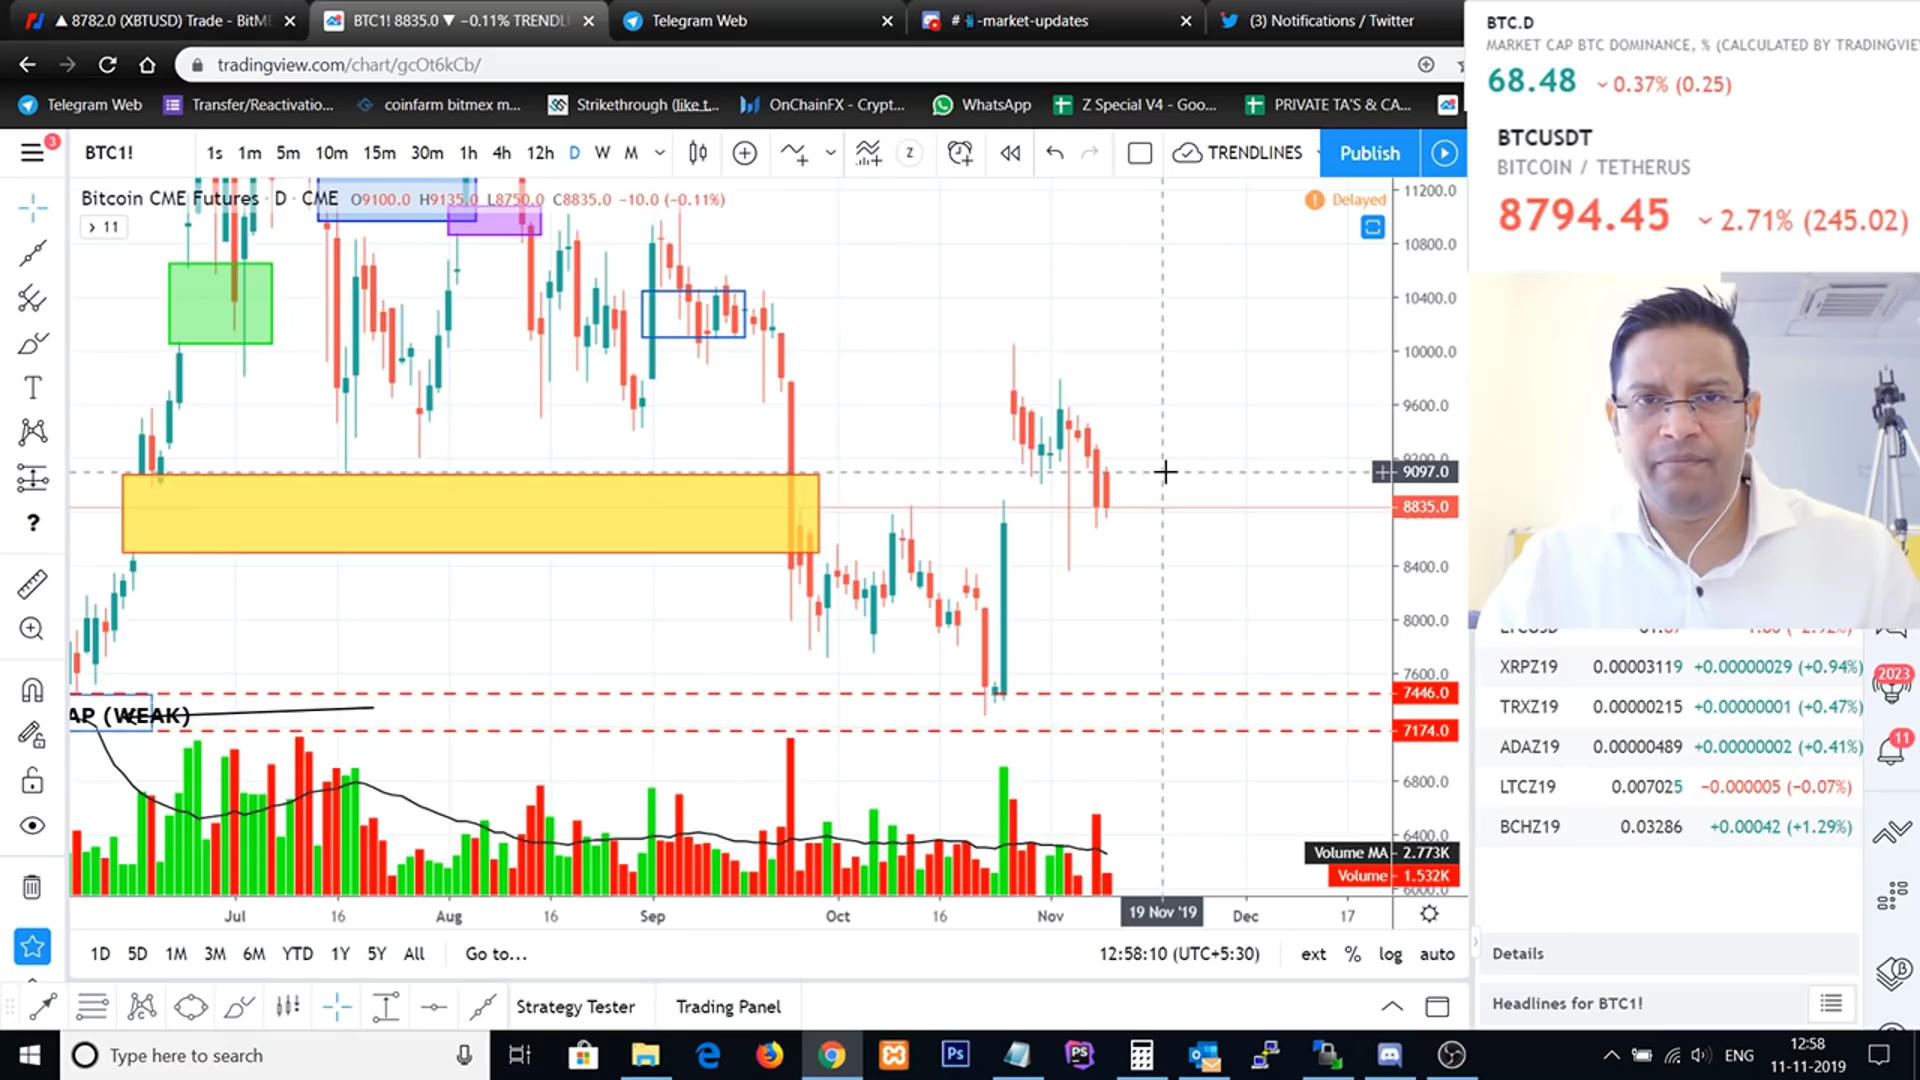 ▲ 8782.0 (XBTUSD) Trade - BitME
BTC1! 8835.0 ▼ −0.11% TRENDLI
Telegram Web
# -market-updates
(3) Notifications / Twitter
tradingview.com/chart/gcOt6kCb/
Telegram Web
Transfer/Reactivatio...
coinfarm bitmex m...
Strikethrough (like t...
OnChainFX - Crypt...
WhatsApp
Z Special V4 - Goo...
PRIVATE TA'S & CA...
3
BTC1!
1s 1m 5m 10m 15m 30m 1h 4h 12h D W M
Z
TRENDLINES
Publish
Bitcoin CME Futures · D · CME O9100.0 H9135.0 L8750.0 C8835.0 −10.0 (−0.11%)
11
Delayed
11200.0
10800.0
10400.0
10000.0
9600.0
9200.0
9097.0
8835.0
8400.0
8000.0
7600.0
7446.0
7174.0
6800.0
6400.0
6000.0
AP (WEAK)
Volume MA 2.773K
Volume 1.532K
Jul 16 Aug 16 Sep Oct 16 Nov 19 Nov '19 Dec 17
1D 5D 1M 3M 6M YTD 1Y 5Y All Go to...
12:58:10 (UTC+5:30) ext % log auto
Strategy Tester
Trading Panel
BTC.D
MARKET CAP BTC DOMINANCE, % (CALCULATED BY TRADINGVIE
68.48 0.37% (0.25)
BTCUSDT
BITCOIN / TETHERUS
8794.45 2.71% (245.02)
XRPZ19 0.00003119 +0.00000029 (+0.94%)
TRXZ19 0.00000215 +0.00000001 (+0.47%)
ADAZ19 0.00000489 +0.00000002 (+0.41%)
LTCZ19 0.007025 −0.000005 (−0.07%)
BCHZ19 0.03286 +0.00042 (+1.29%)
2023
11
Details
Headlines for BTC1!
Type here to search
Ps
PS
ENG
12:58
11-11-2019